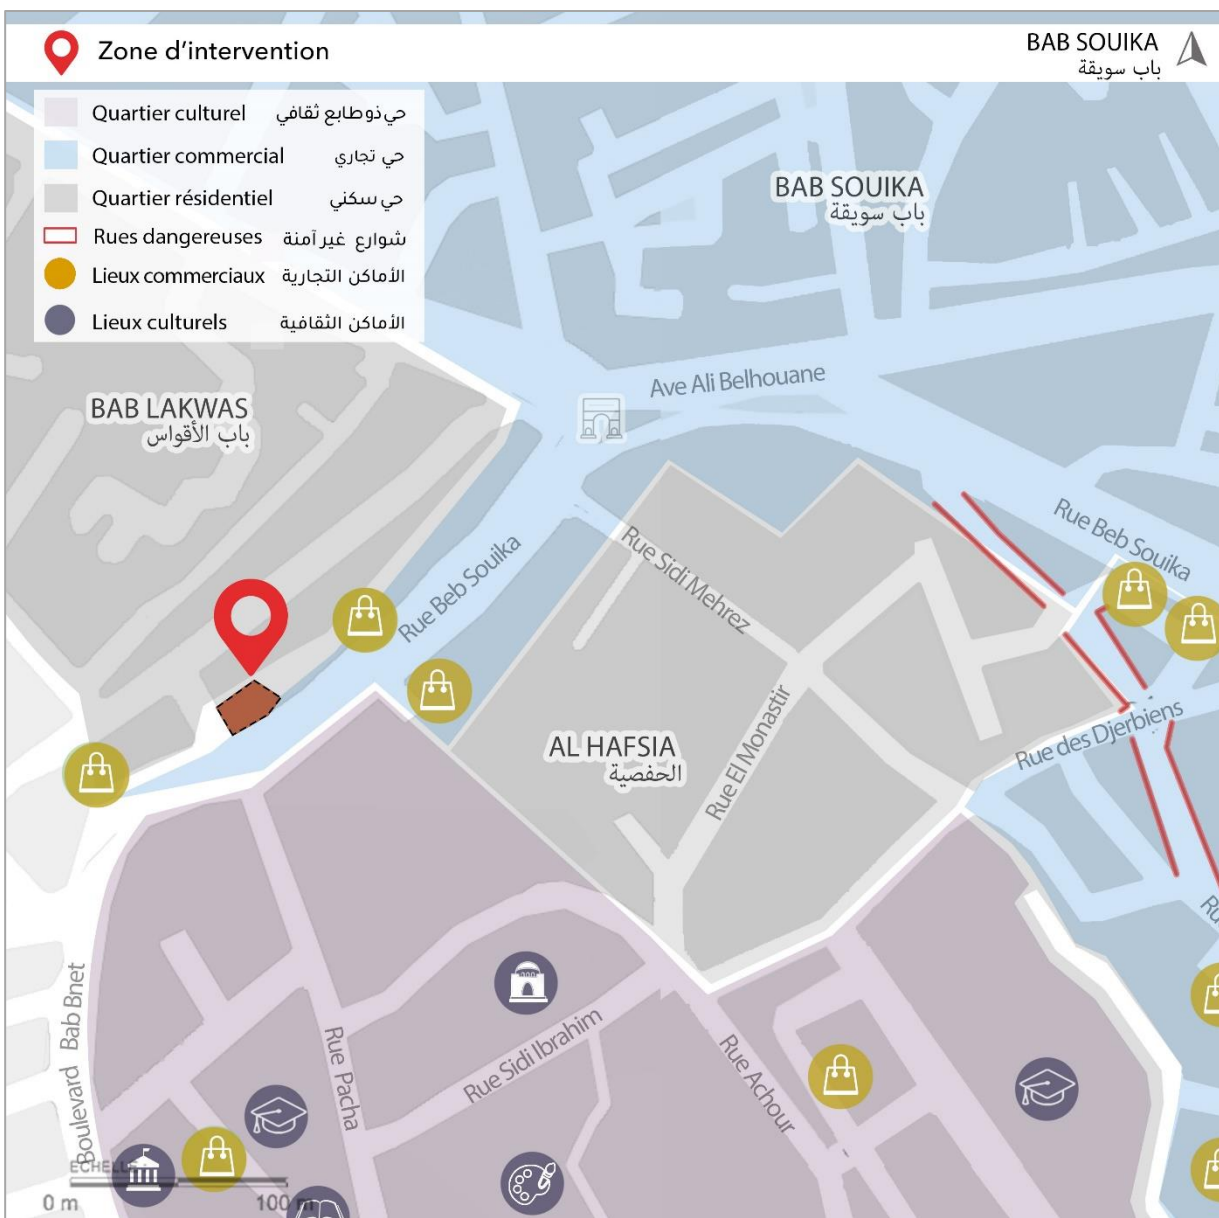 Zone d'intervention
BAB SOUIKA
باب سويقة
Quartier culturel حي ذو طابع ثقافي
Quartier commercial حي تجاري
Quartier résidentiel حي سكني
Rues dangereuses شوارع غير آمنة
Lieux commerciaux الأماكن التجارية
Lieux culturels الأماكن الثقافية
BAB SOUIKA
باب سويقة
Ave Ali Belhouane
BAB LAKWAS
باب الأقواس
Rue Beb Souika
Rue Beb Souika
Rue Sidi Mehrez
Rue El Monastir
Rue des Djerbiens
AL HAFSIA
الحفصية
Ru
Boulevard Bab Bnet
Rue Pacha
Rue Sidi Ibrahim
Rue Achour
ECHELLE
0 m 100 m